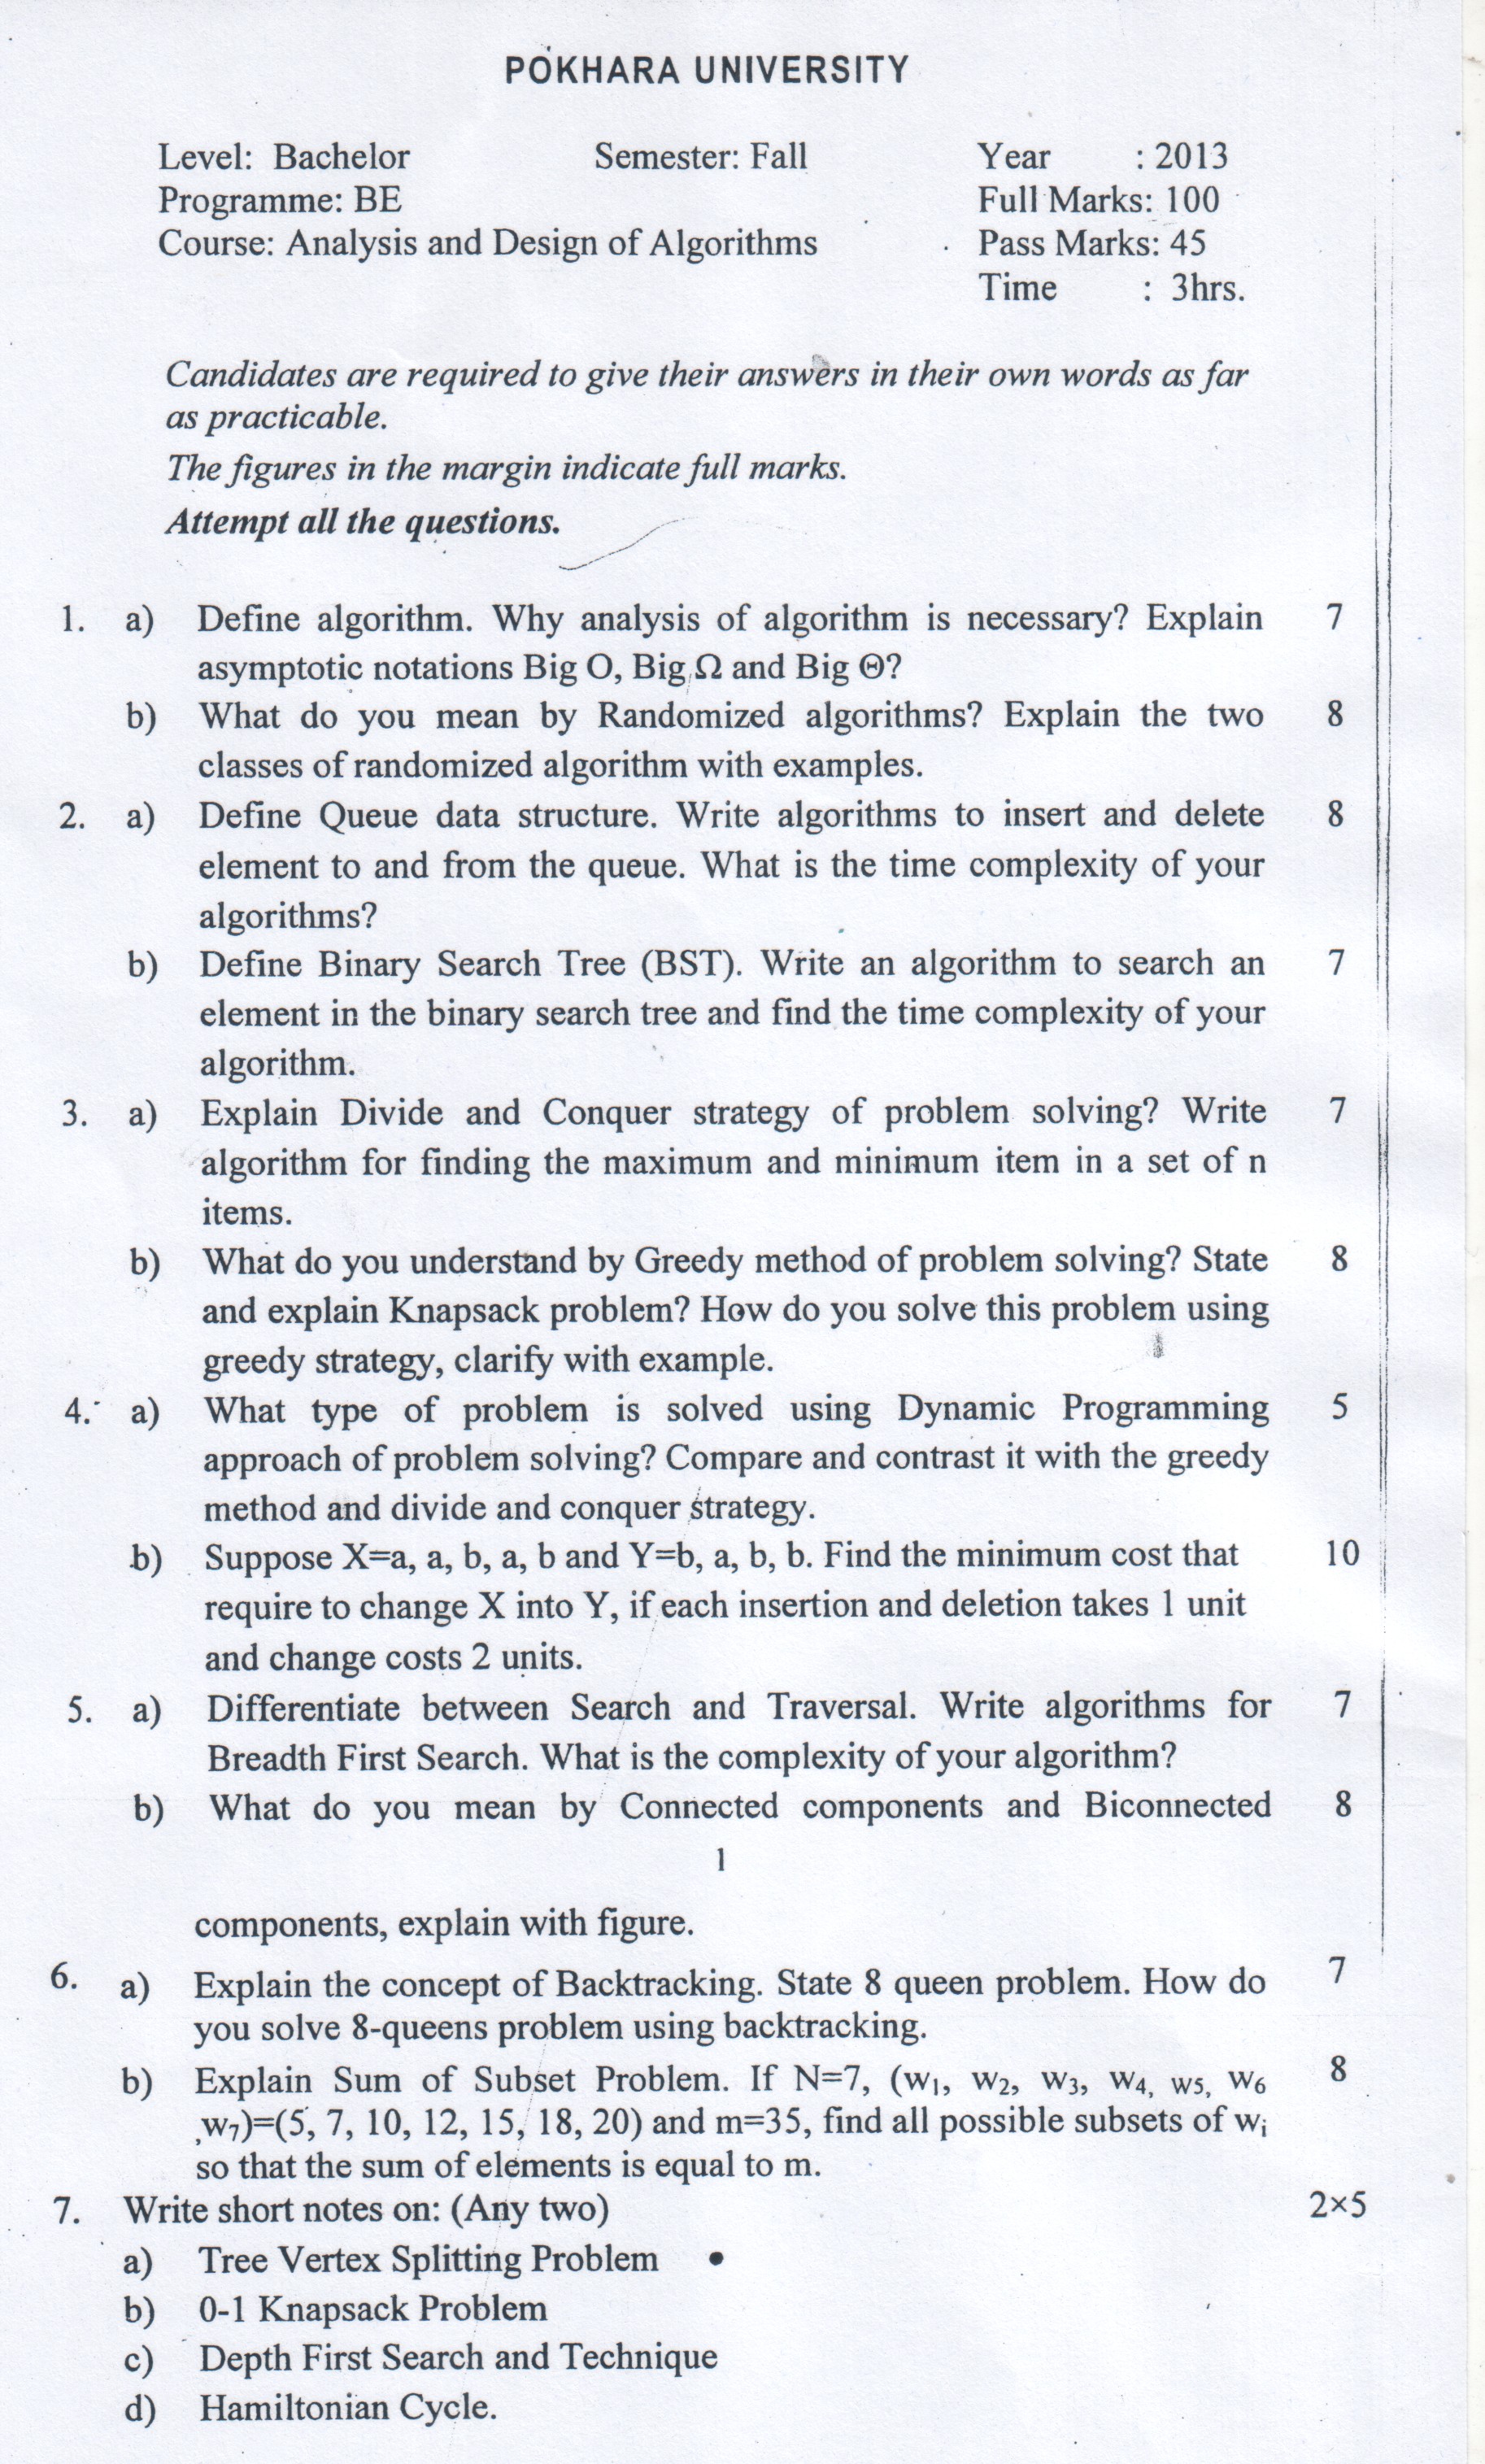 POKHARA UNIVERSITY
Level: Bachelor Semester: Fall Year : 2013
Programme: BE Full Marks: 100
Course: Analysis and Design of Algorithms Pass Marks: 45
Time : 3hrs.
Candidates are required to give their answers in their own words as far
as practicable.
The figures in the margin indicate full marks.
Attempt all the questions.
1. a) Define algorithm. Why analysis of algorithm is necessary? Explain 7
asymptotic notations Big O, Big Ω and Big Θ?
b) What do you mean by Randomized algorithms? Explain the two 8
classes of randomized algorithm with examples.
2. a) Define Queue data structure. Write algorithms to insert and delete 8
element to and from the queue. What is the time complexity of your
algorithms?
b) Define Binary Search Tree (BST). Write an algorithm to search an 7
element in the binary search tree and find the time complexity of your
algorithm.
3. a) Explain Divide and Conquer strategy of problem solving? Write 7
algorithm for finding the maximum and minimum item in a set of n
items.
b) What do you understand by Greedy method of problem solving? State 8
and explain Knapsack problem? How do you solve this problem using
greedy strategy, clarify with example.
4. a) What type of problem is solved using Dynamic Programming 5
approach of problem solving? Compare and contrast it with the greedy
method and divide and conquer strategy.
b) Suppose X=a, a, b, a, b and Y=b, a, b, b. Find the minimum cost that 10
require to change X into Y, if each insertion and deletion takes 1 unit
and change costs 2 units.
5. a) Differentiate between Search and Traversal. Write algorithms for 7
Breadth First Search. What is the complexity of your algorithm?
b) What do you mean by Connected components and Biconnected 8
1
components, explain with figure.
6. a) Explain the concept of Backtracking. State 8 queen problem. How do 7
you solve 8-queens problem using backtracking.
b) Explain Sum of Subset Problem. If N=7, (w₁, w₂, w₃, w₄, w₅, w₆ 8
,w₇)=(5, 7, 10, 12, 15, 18, 20) and m=35, find all possible subsets of wᵢ
so that the sum of elements is equal to m.
7. Write short notes on: (Any two) 2×5
a) Tree Vertex Splitting Problem
b) 0-1 Knapsack Problem
c) Depth First Search and Technique
d) Hamiltonian Cycle.